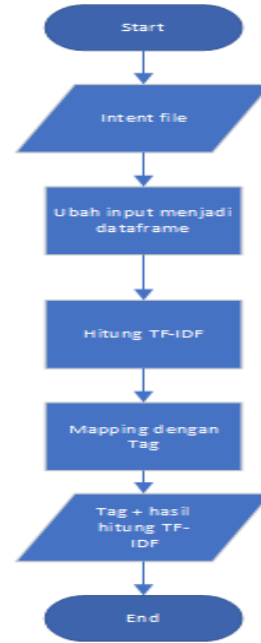 Start
Intent file
Ubah input menjadi
dataframe
Hitung TF-IDF
Mapping dengan
Tag
Tag + hasil
hitung TF-
IDF
End